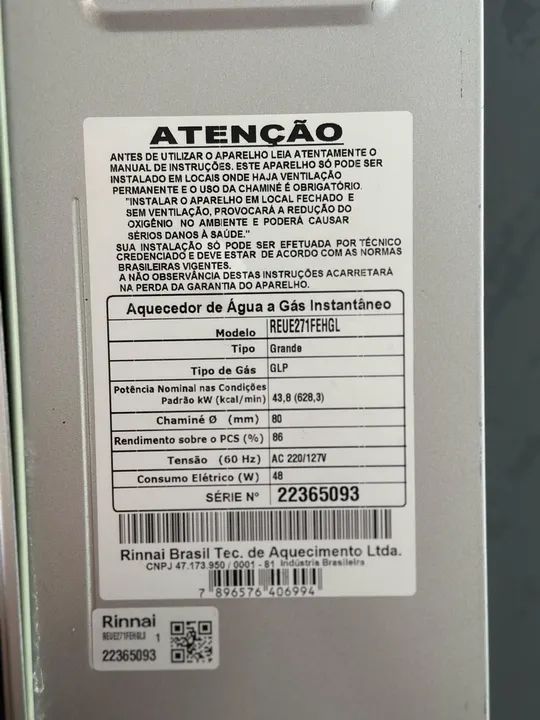 ATENÇÃO
ANTES DE UTILIZAR O APARELHO LEIA ATENTAMENTE O
MANUAL DE INSTRUÇÕES. ESTE APARELHO SÓ PODE SER
INSTALADO EM LOCAIS ONDE HAJA VENTILAÇÃO
PERMANENTE E O USO DA CHAMINÉ É OBRIGATÓRIO.
"INSTALAR O APARELHO EM LOCAL FECHADO E
SEM VENTILAÇÃO, PROVOCARÁ A REDUÇÃO DO
OXIGÊNIO NO AMBIENTE E PODERÁ CAUSAR
SÉRIOS DANOS À SAÚDE."
SUA INSTALAÇÃO SÓ PODE SER EFETUADA POR TÉCNICO
CREDENCIADO E DEVE ESTAR DE ACORDO COM AS NORMAS
BRASILEIRAS VIGENTES.
A NÃO OBSERVÂNCIA DESTAS INSTRUÇÕES ACARRETARÁ
NA PERDA DA GARANTIA DO APARELHO.
Aquecedor de Água a Gás Instantâneo
Modelo REUE271FEHGL
Tipo Grande
Tipo de Gás GLP
Potência Nominal nas Condições
Padrão kW (kcal/min) 43,8 (628,3)
Chaminé Ø (mm) 80
Rendimento sobre o PCS (%) 86
Tensão (60 Hz) AC 220/127V
Consumo Elétrico (W) 48
SÉRIE Nº 22365093
Rinnai Brasil Tec. de Aquecimento Ltda.
CNPJ 47.173.950 / 0001 - 81 Indústria Brasileira
7 896576 406994
Rinnai
1
22365093